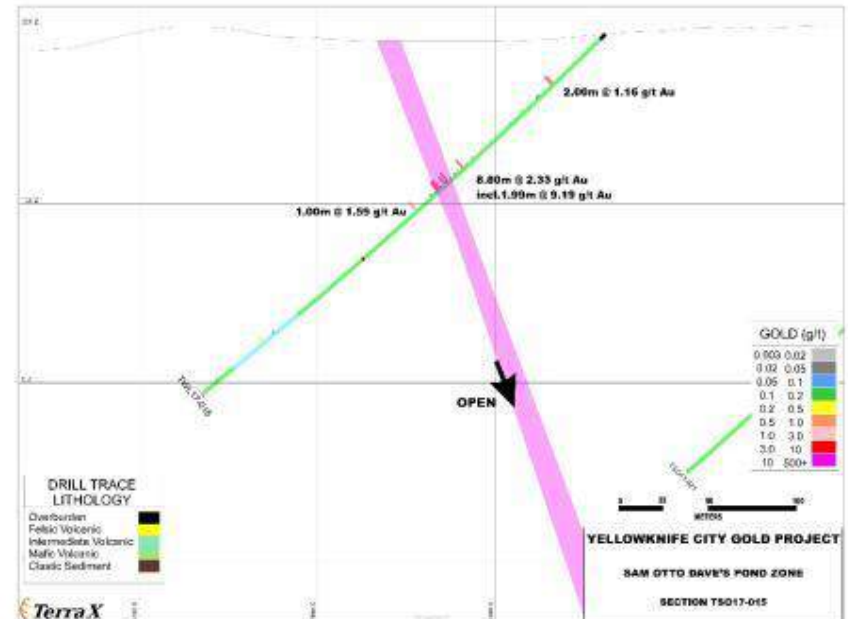 2.00m @ 1.16 g/t Au
8.80m @ 2.33 g/t Au
incl.1.99m @ 9.19 g/t Au
1.00m @ 1.59 g/t Au
OPEN
GOLD (g/t)
0.003 0.02
0.02 0.05
0.05 0.1
0.1 0.2
0.2 0.5
0.5 1.0
1.0 3.0
3.0 10
10 500+
DRILL TRACE
LITHOLOGY
Overburden
Felsic Volcanic
Intermediate Volcanic
Mafic Volcanic
Clastic Sediment
METERS
YELLOWKNIFE CITY GOLD PROJECT
SAM OTTO DAVE'S POND ZONE
SECTION TSO17-015
TerraX